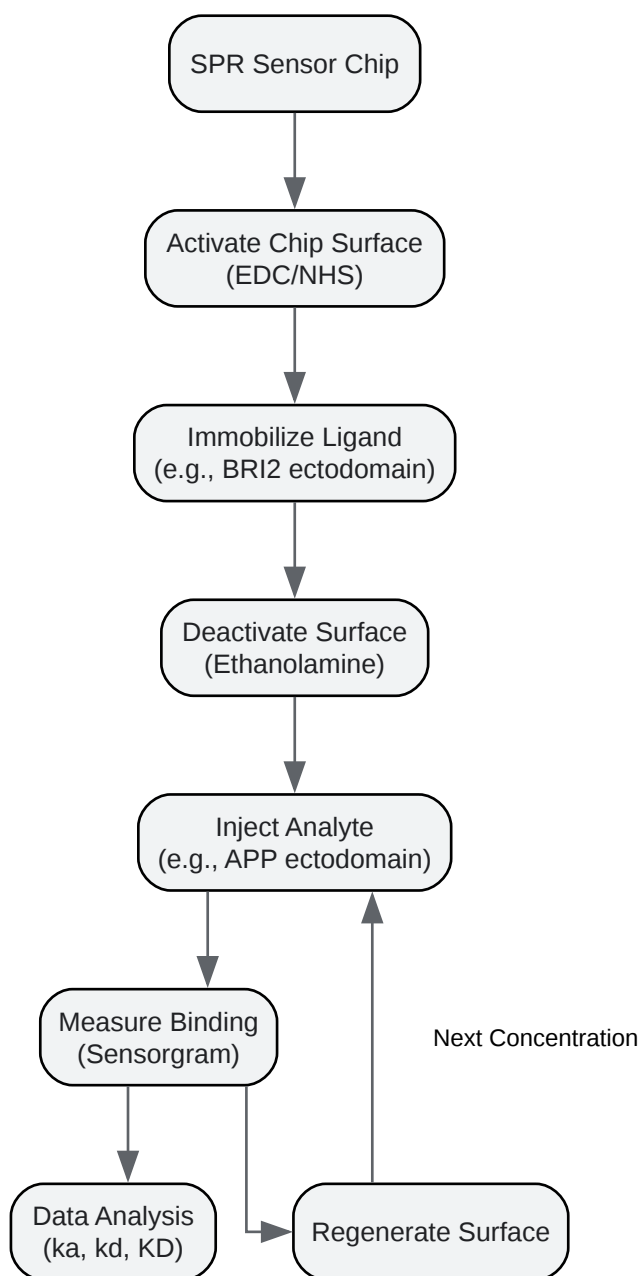 SPR Sensor Chip
Activate Chip Surface
(EDC/NHS)
Immobilize Ligand
(e.g., BRI2 ectodomain)
Deactivate Surface
(Ethanolamine)
Inject Analyte
(e.g., APP ectodomain)
Measure Binding
(Sensorgram)
Next Concentration
Data Analysis
(ka, kd, KD)
Regenerate Surface